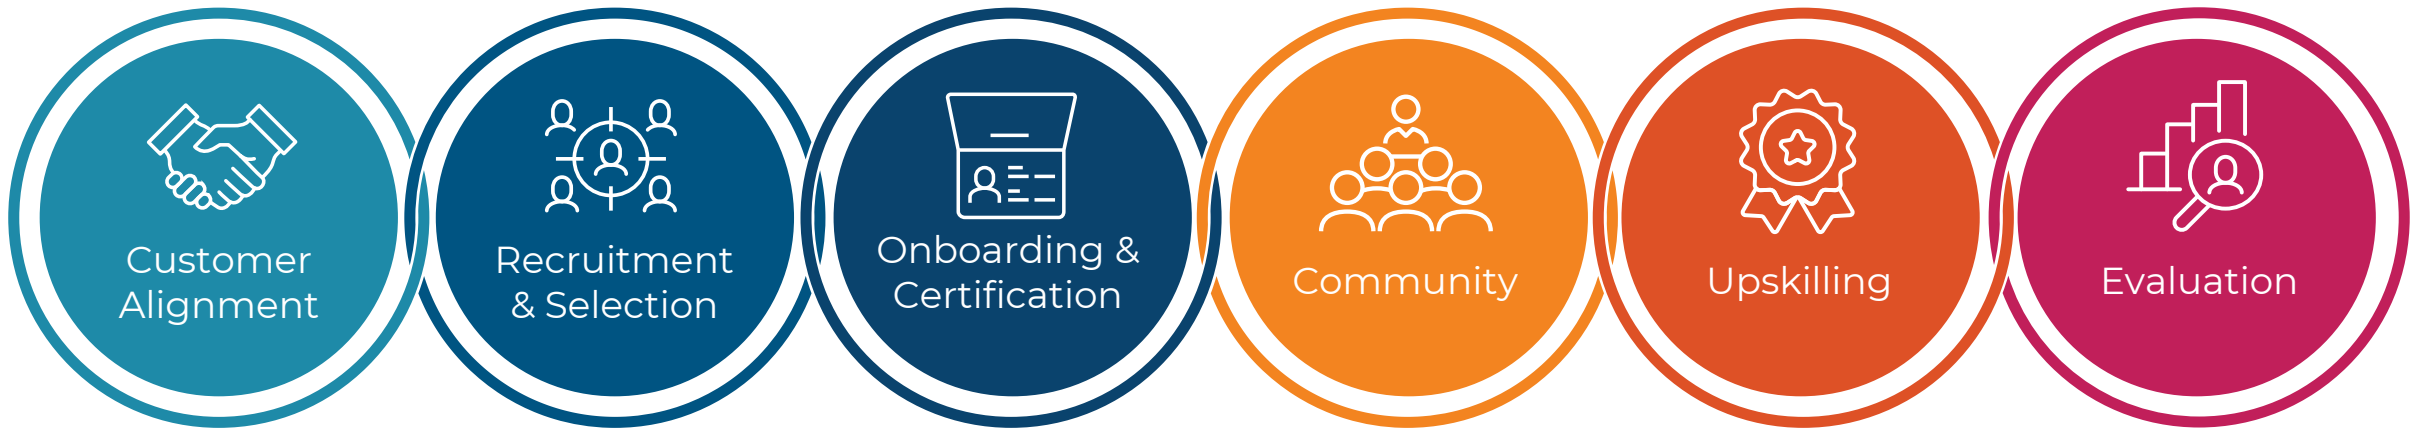 Customer
Alignment
Recruitment
& Selection
Onboarding &
Certification
Community
Upskilling
Evaluation